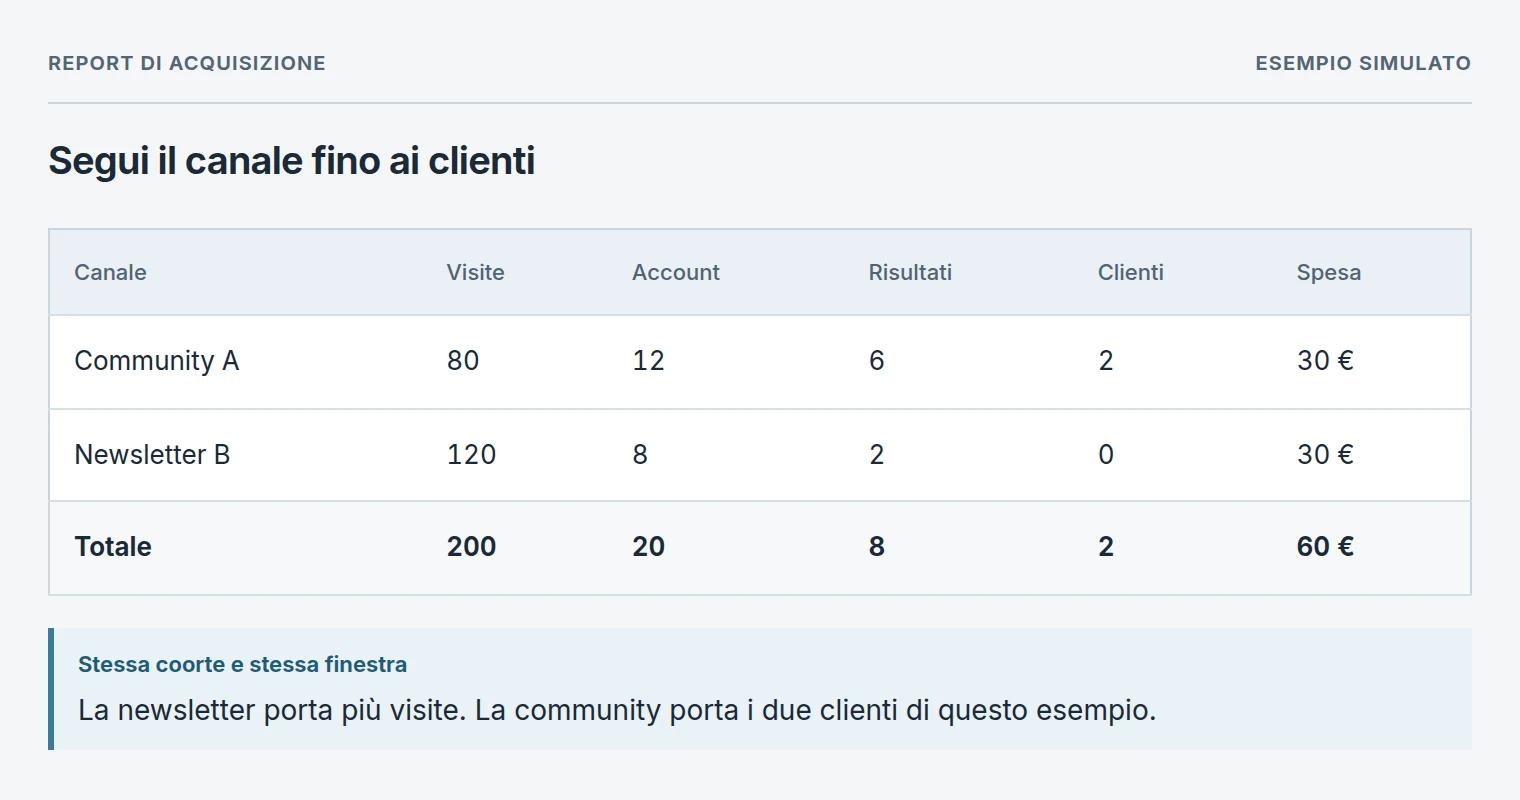 REPORT DI ACQUISIZIONE ESEMPIO SIMULATO
Segui il canale fino ai clienti
Canale Visite Account Risultati Clienti Spesa
Community A 80 12 6 2 30 €
Newsletter B 120 8 2 0 30 €
Totale 200 20 8 2 60 €
Stessa coorte e stessa finestra
La newsletter porta più visite. La community porta i due clienti di questo esempio.